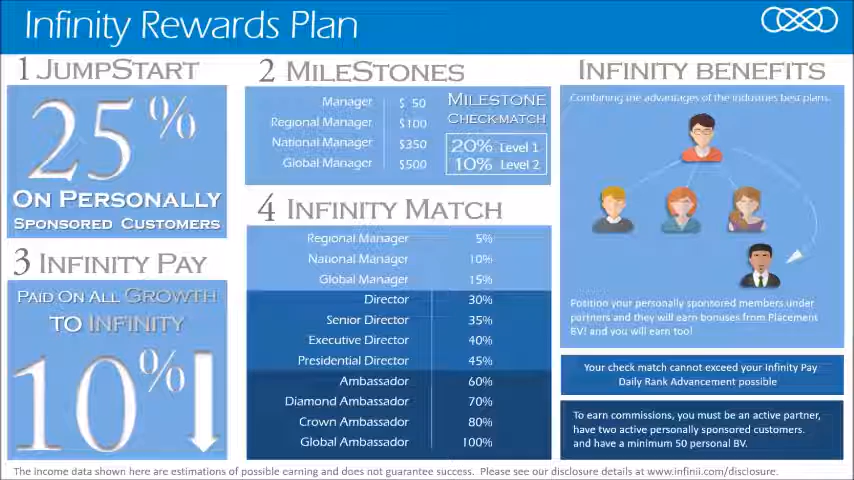 Infinity Rewards Plan
1 JumpStart
25%
On Personally
Sponsored Customers
2 MileStones
Manager $ 50
Regional Manager $100
National Manager $350
Global Manager $500
Milestone
Check-match
20% Level 1
10% Level 2
3 Infinity Pay
Paid On All Growth
to Infinity
10%
4 Infinity Match
Regional Manager 5%
National Manager 10%
Global Manager 15%
Director 30%
Senior Director 35%
Executive Director 40%
Presidential Director 45%
Ambassador 60%
Diamond Ambassador 70%
Crown Ambassador 80%
Global Ambassador 100%
Infinity Benefits
Combining the advantages of the industries best plans.
Position your personally sponsored members under
partners and they will earn bonuses from Placement
BV! and you will earn too!
Your check match cannot exceed your Infinity Pay
Daily Rank Advancement possible
To earn commissions, you must be an active partner,
have two active personally sponsored customers.
and have a minimum 50 personal BV.
The income data shown here are estimations of possible earning and does not guarantee success. Please see our disclosure details at www.infinii.com/disclosure.